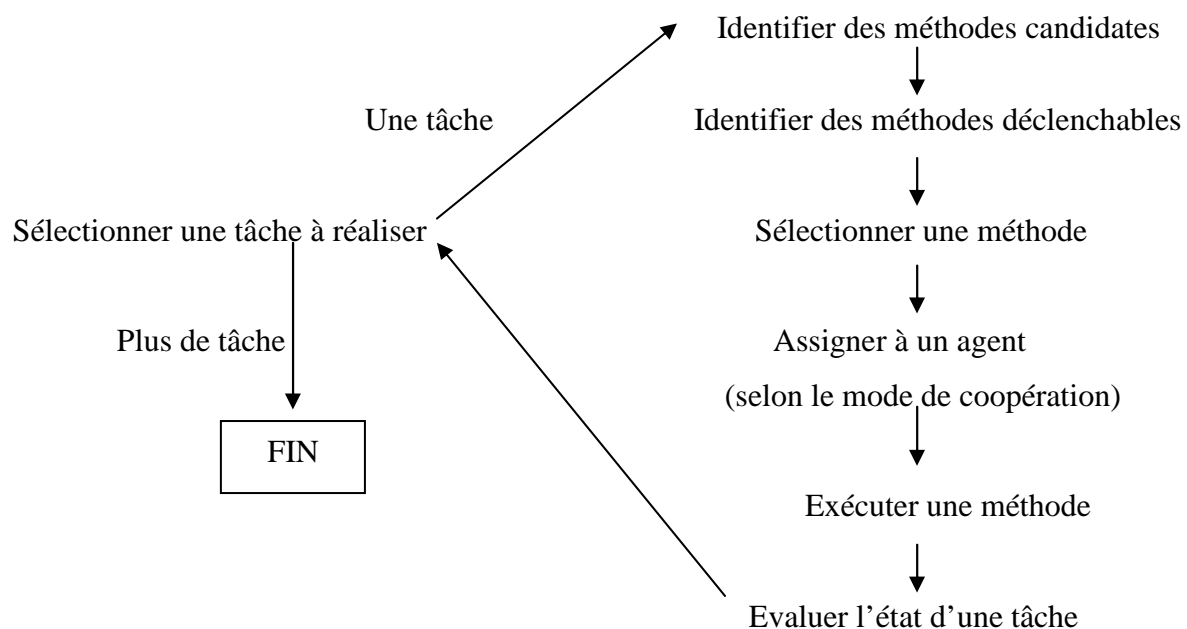 Identifier des méthodes candidates
Une tâche
Identifier des méthodes déclenchables
Sélectionner une tâche à réaliser
Sélectionner une méthode
Plus de tâche
Assigner à un agent
(selon le mode de coopération)
FIN
Exécuter une méthode
Evaluer l’état d’une tâche